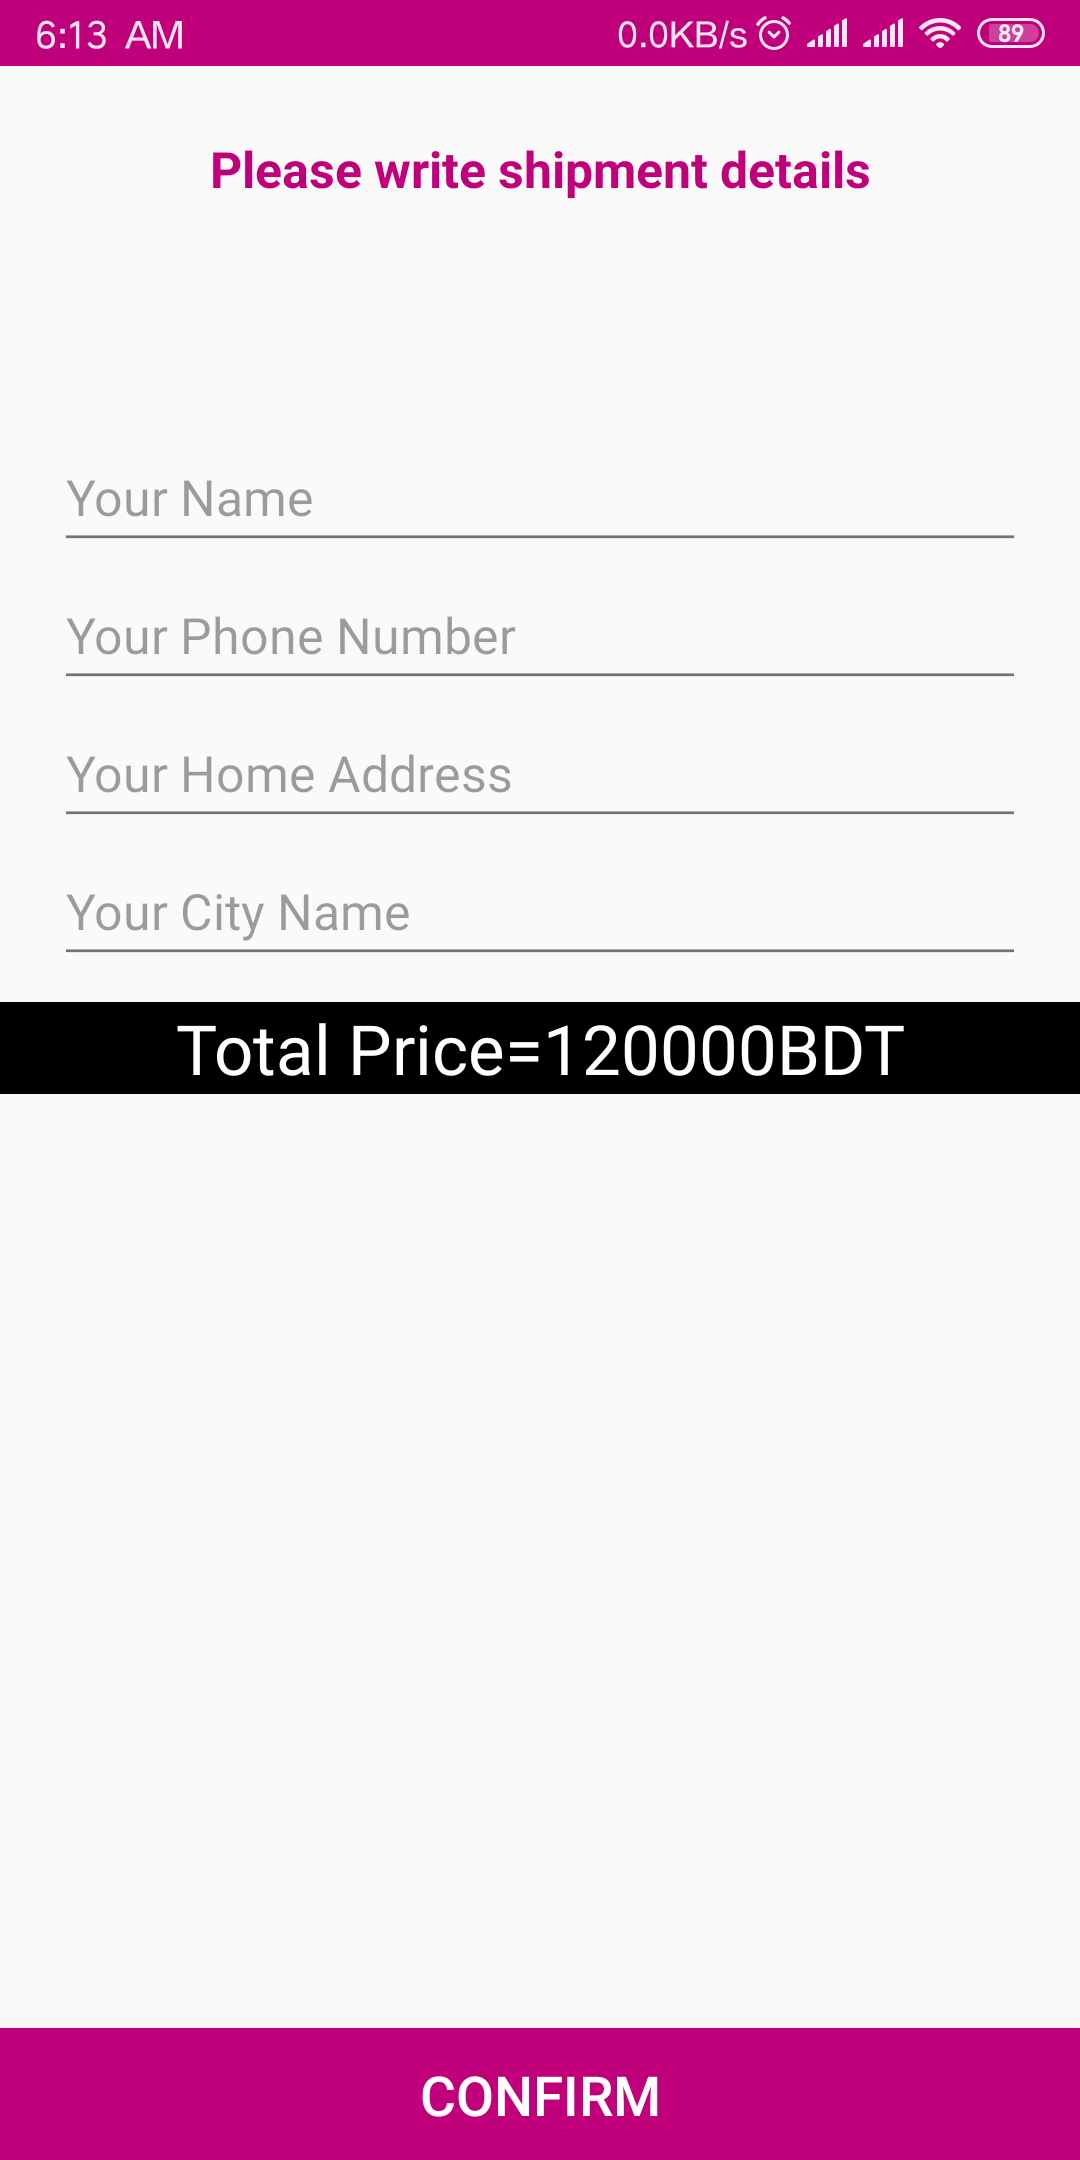 6:13 AM 0.0KB/s 89
Please write shipment details
Your Name
Your Phone Number
Your Home Address
Your City Name
Total Price=120000BDT
CONFIRM